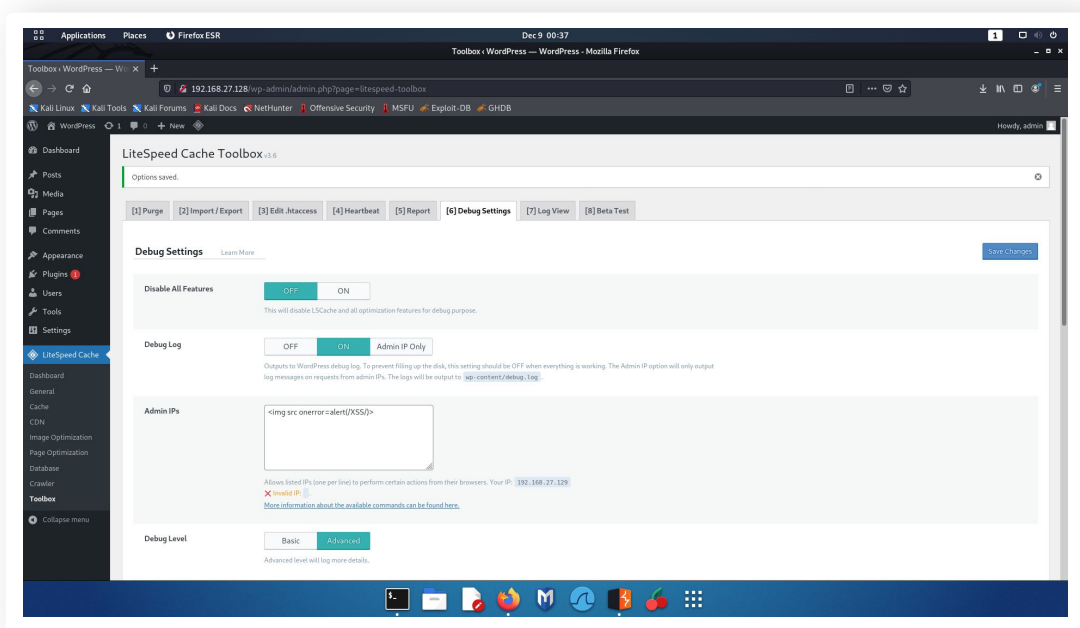 Applications Places Firefox ESR Dec 9 00:37 1
Toolbox ‹ WordPress — WordPress - Mozilla Firefox
Toolbox ‹ WordPress — Wo
192.168.27.128/wp-admin/admin.php?page=litespeed-toolbox
Kali Linux Kali Tools Kali Forums Kali Docs NetHunter Offensive Security MSFU Exploit-DB GHDB
WordPress 1 0 + New Howdy, admin
Dashboard
Posts
Media
Pages
Comments
Appearance
Plugins 1
Users
Tools
Settings
LiteSpeed Cache
Dashboard
General
Cache
CDN
Image Optimization
Page Optimization
Database
Crawler
Toolbox
Collapse menu
LiteSpeed Cache Toolbox v3.6
Options saved.
[1] Purge [2] Import / Export [3] Edit .htaccess [4] Heartbeat [5] Report [6] Debug Settings [7] Log View [8] Beta Test
Debug Settings Learn More Save Changes
Disable All Features OFF ON
This will disable LSCache and all optimization features for debug purpose.
Debug Log OFF ON Admin IP Only
Outputs to WordPress debug log. To prevent filling up the disk, this setting should be OFF when everything is working. The Admin IP option will only output
log messages on requests from admin IPs. The logs will be output to wp-content/debug.log .
Admin IPs <img src onerror=alert(/XSS/)>
Allows listed IPs (one per line) to perform certain actions from their browsers. Your IP: 192.168.27.129
Invalid IP: .
More information about the available commands can be found here.
Debug Level Basic Advanced
Advanced level will log more details.